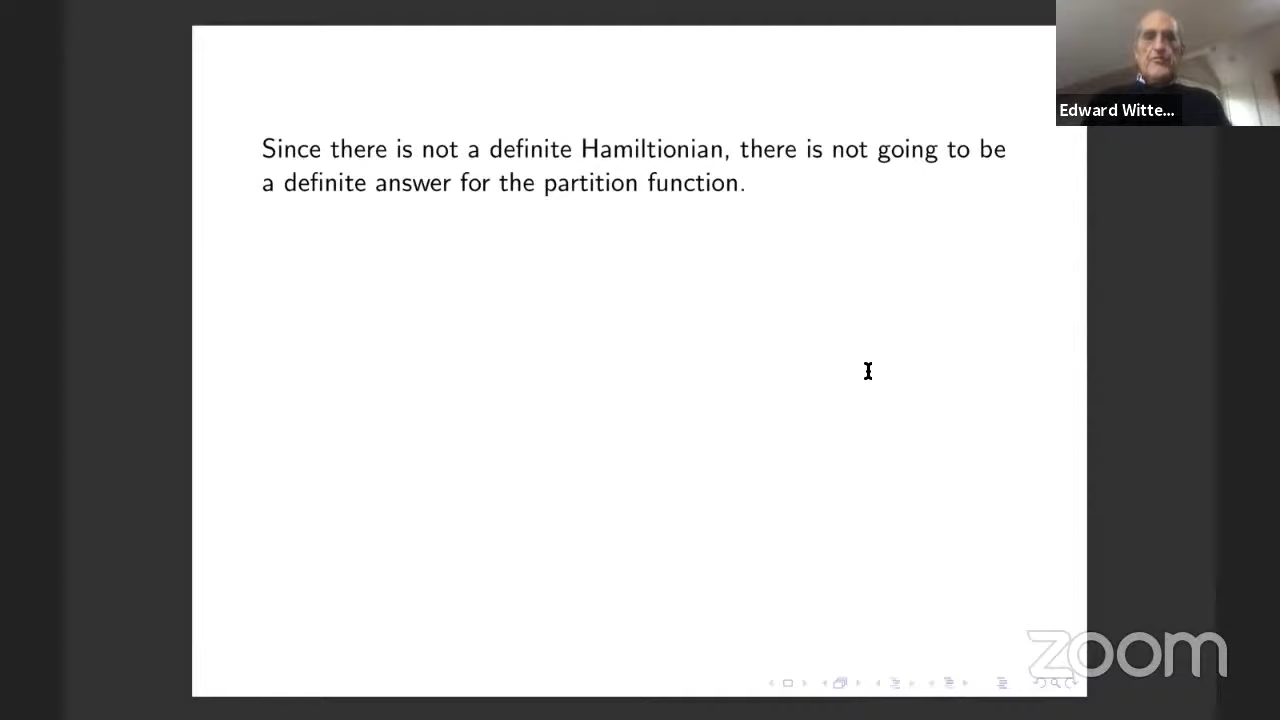 Since there is not a definite Hamiltionian, there is not going to be
a definite answer for the partition function.
Edward Witte...
zoom